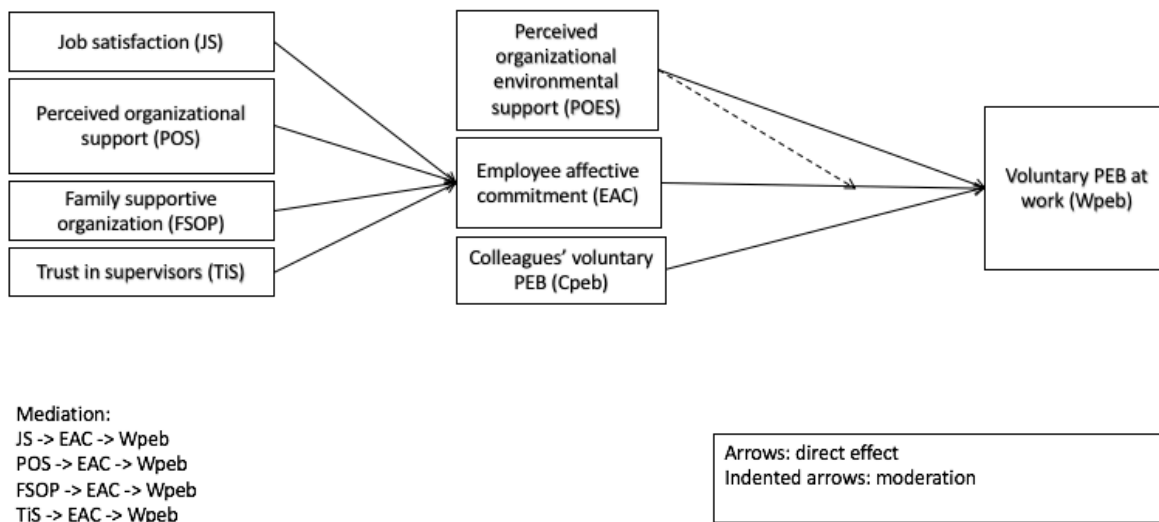 Job satisfaction (JS)
Perceived organizational
support (POS)
Family supportive
organization (FSOP)
Trust in supervisors (TiS)
Perceived
organizational
environmental
support (POES)
Employee affective
commitment (EAC)
Colleagues’ voluntary
PEB (Cpeb)
Voluntary PEB at
work (Wpeb)
Mediation:
JS -> EAC -> Wpeb
POS -> EAC -> Wpeb
FSOP -> EAC -> Wpeb
TiS -> EAC -> Wpeb
Arrows: direct effect
Indented arrows: moderation